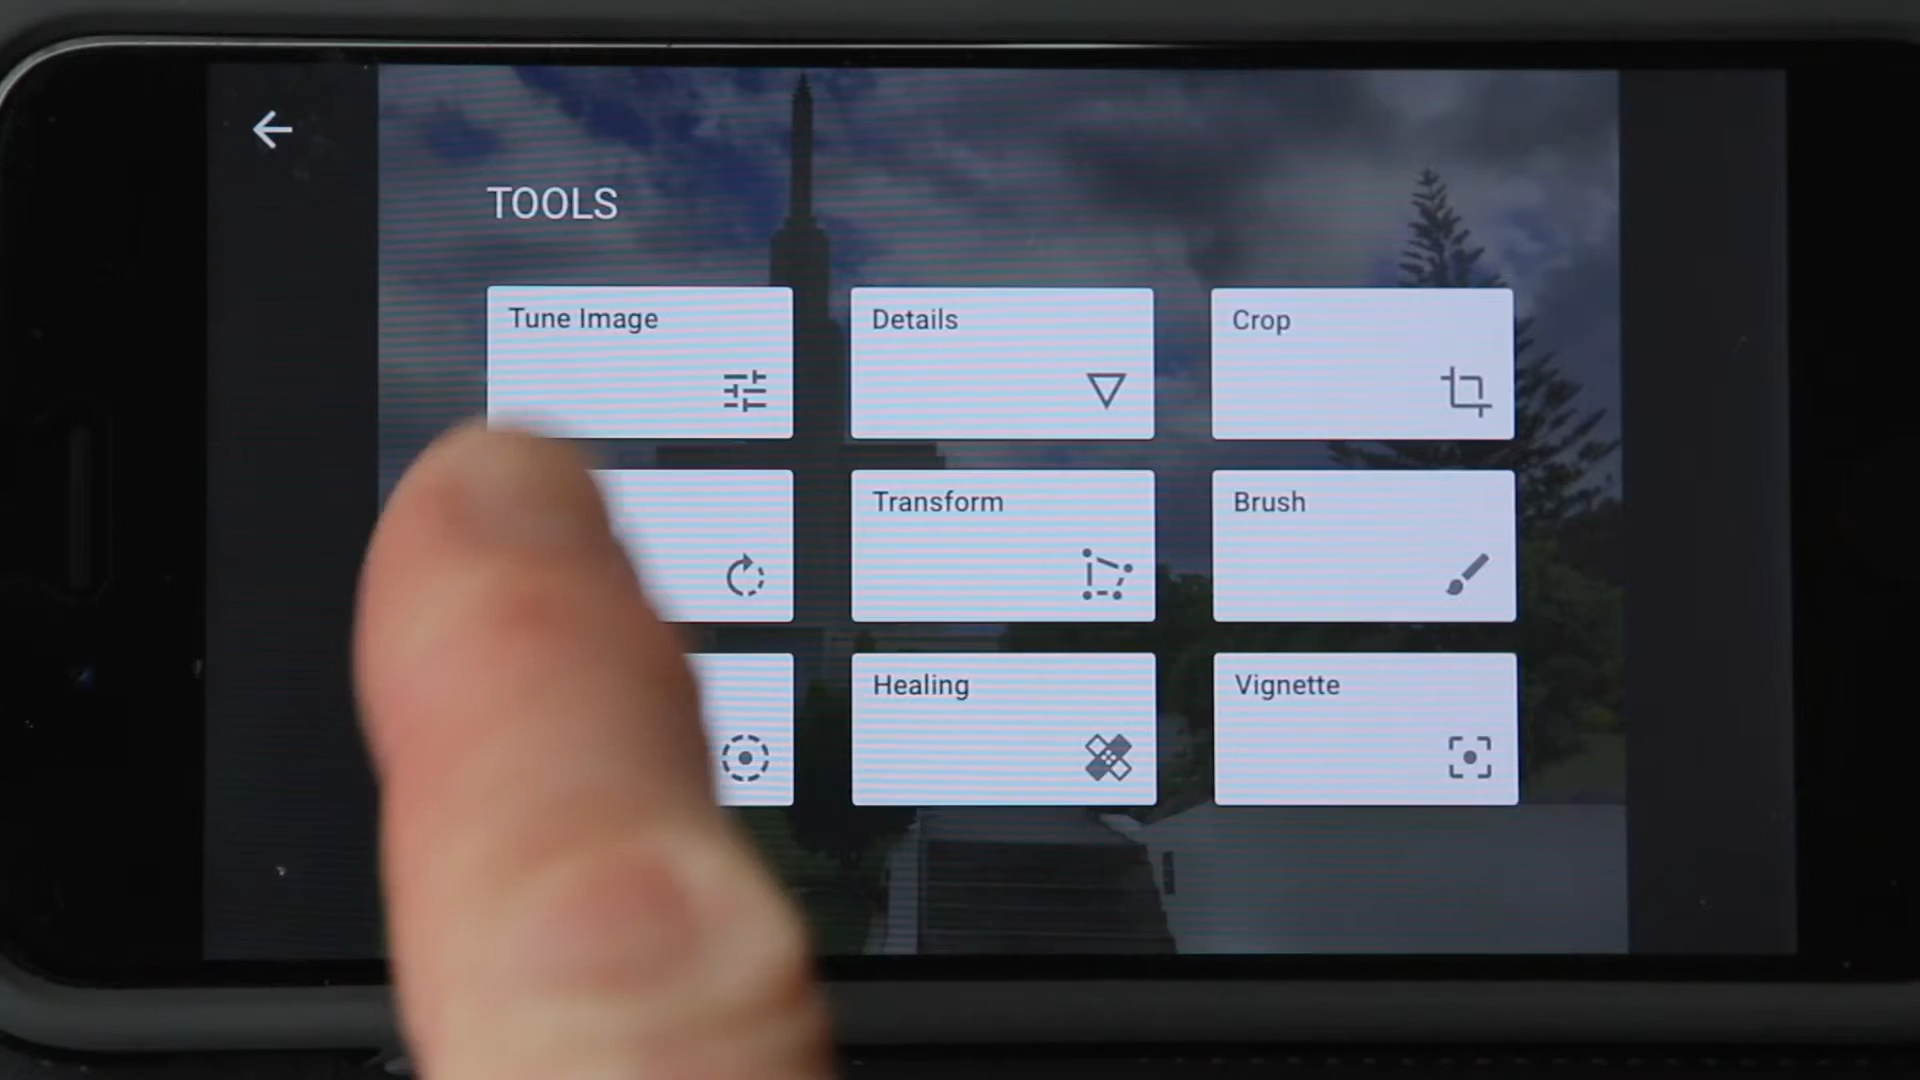 TOOLS
Tune Image
Details
Crop
Transform
Brush
Healing
Vignette